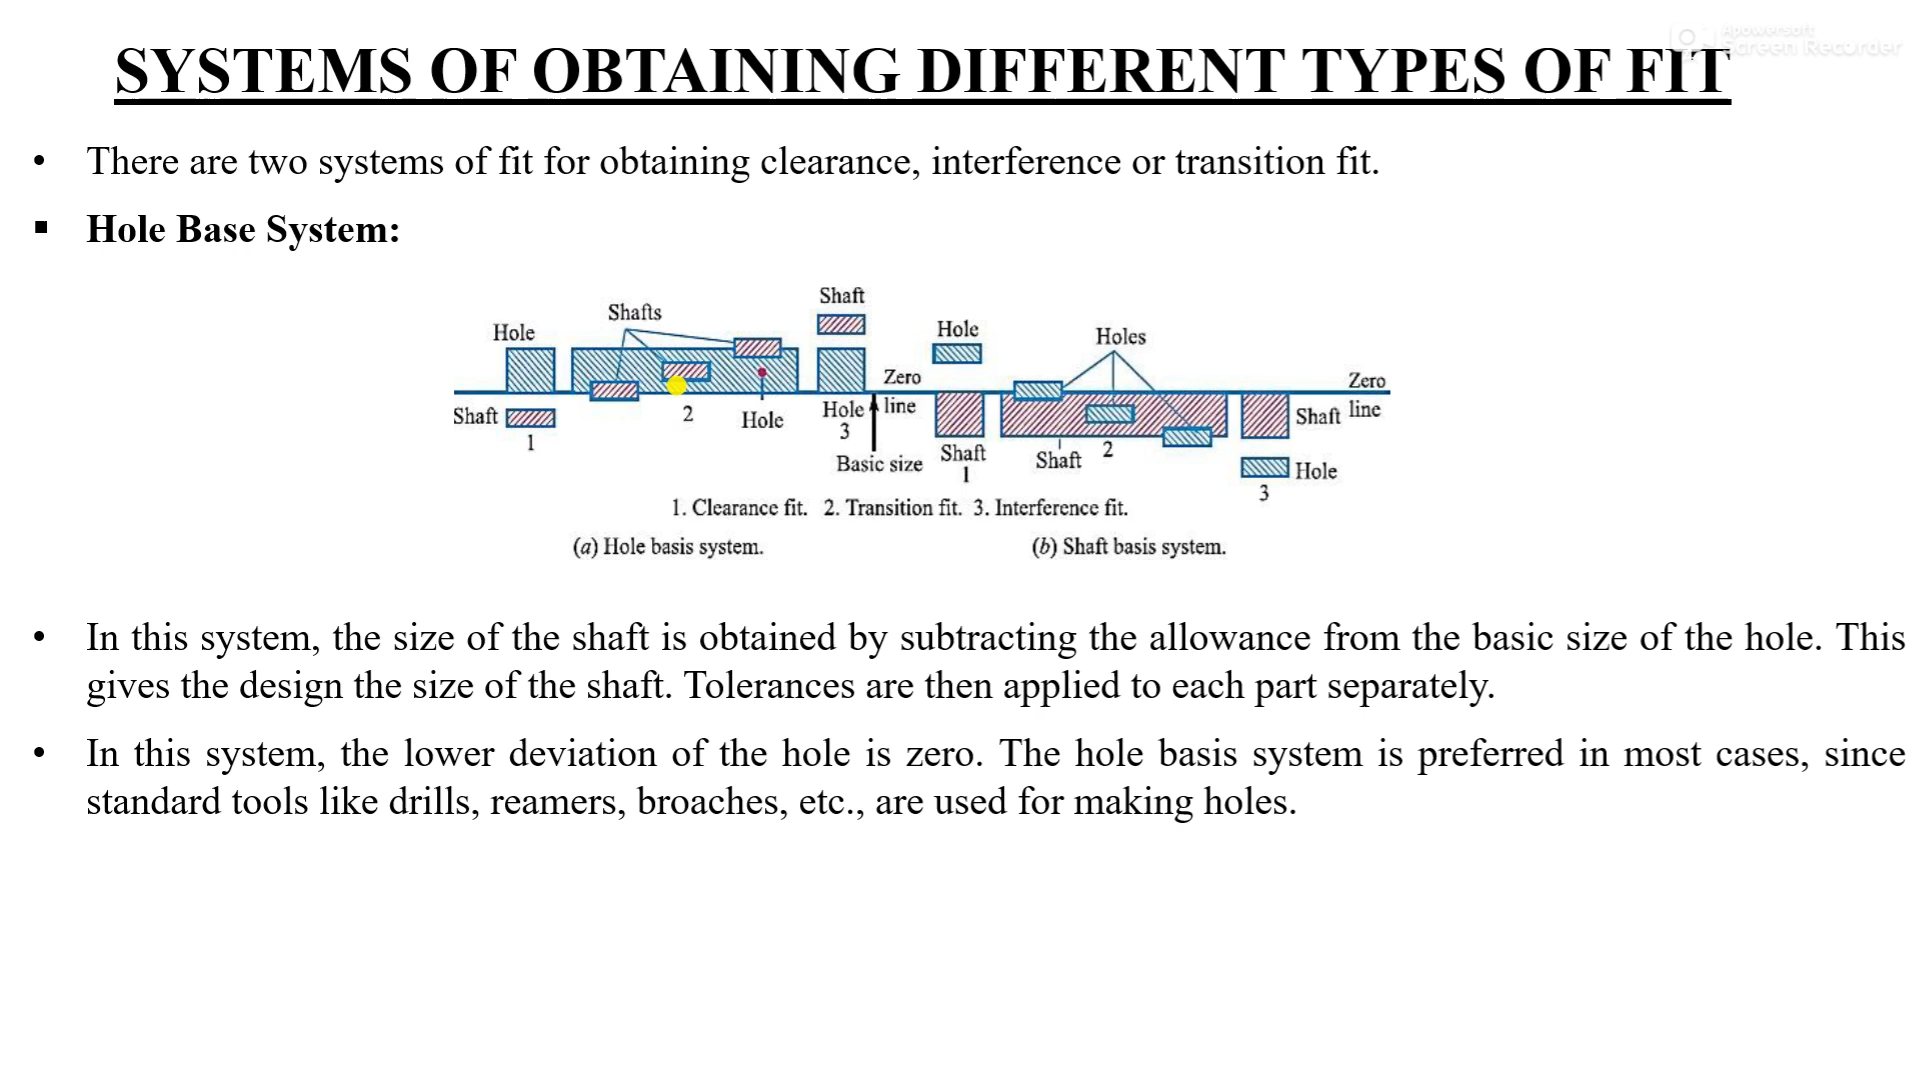 Apowersoft
Screen Recorder
SYSTEMS OF OBTAINING DIFFERENT TYPES OF FIT
• There are two systems of fit for obtaining clearance, interference or transition fit.
▪ Hole Base System:
Shaft
Shafts
Hole
Hole
Holes
Zero
line
Zero
line
Shaft
1
2
Hole
Hole
3
Basic size
Shaft
1
Shaft
2
Shaft
Hole
3
1. Clearance fit. 2. Transition fit. 3. Interference fit.
(a) Hole basis system.
(b) Shaft basis system.
• In this system, the size of the shaft is obtained by subtracting the allowance from the basic size of the hole. This
gives the design the size of the shaft. Tolerances are then applied to each part separately.
• In this system, the lower deviation of the hole is zero. The hole basis system is preferred in most cases, since
standard tools like drills, reamers, broaches, etc., are used for making holes.